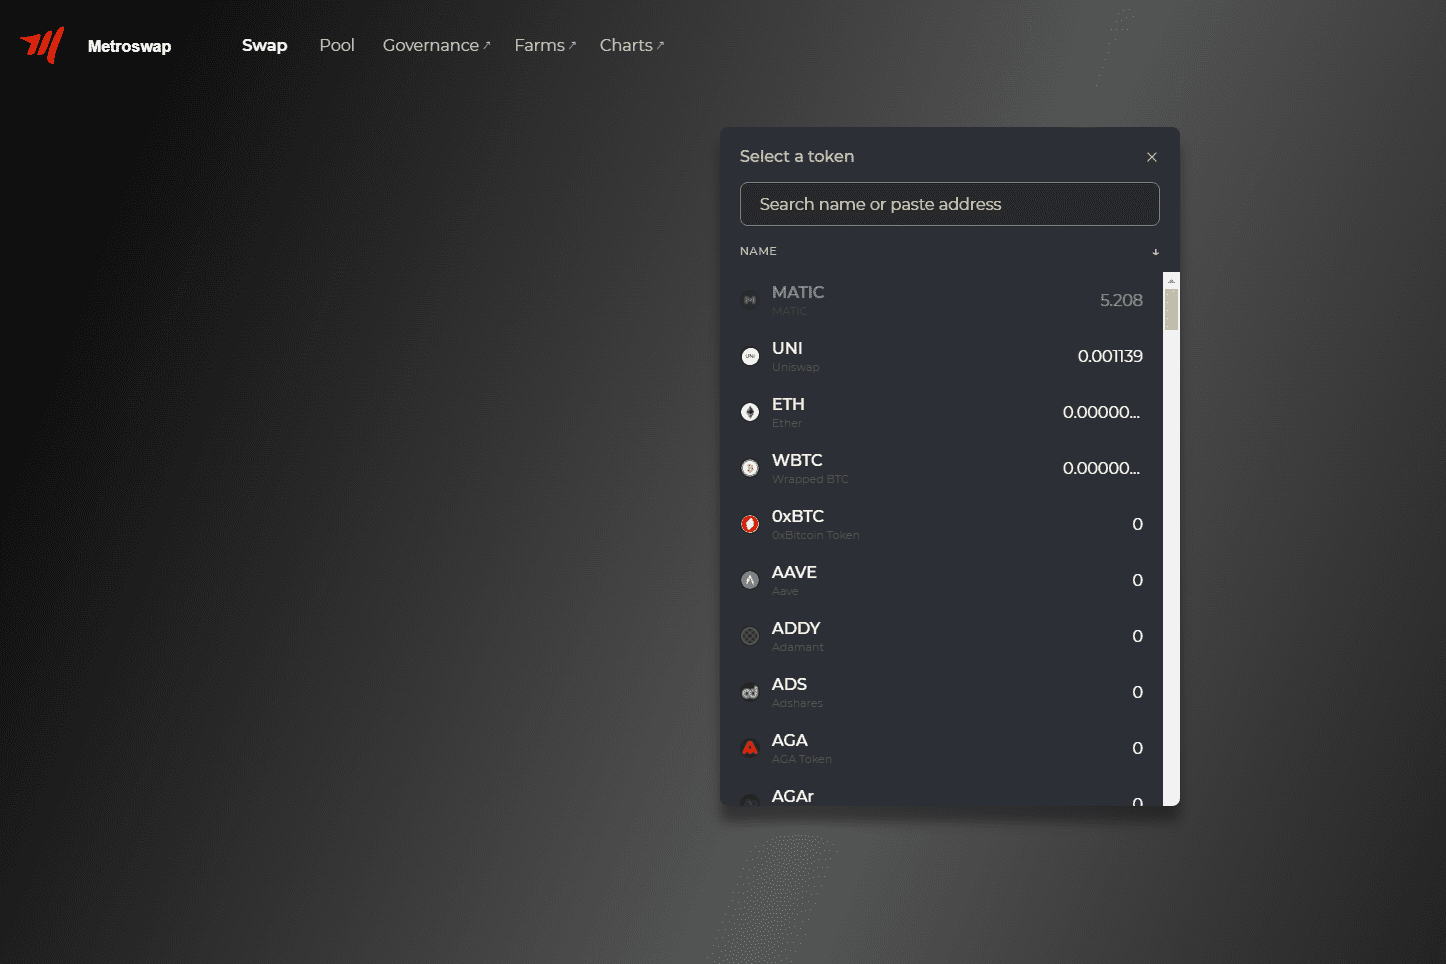 Metroswap
Swap
Pool
Governance↗
Farms↗
Charts↗
Select a token
Search name or paste address
NAME
MATIC
MATIC
5.208
UNI
UNI
Uniswap
0.001139
ETH
Ether
0.00000...
WBTC
Wrapped BTC
0.00000...
0xBTC
0xBitcoin Token
0
AAVE
Aave
0
ADDY
Adamant
0
ADS
Adshares
0
AGA
AGA Token
0
AGAr
0